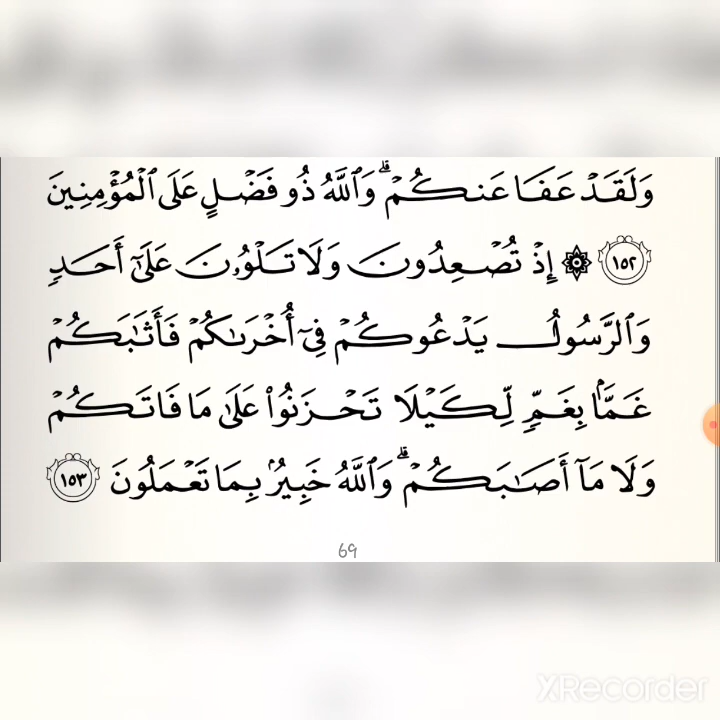 وَلَقَدۡ عَفَا عَنكُمۡۗ وَٱللَّهُ ذُو فَضۡلٍ عَلَى ٱلۡمُؤۡمِنِينَ
١٥٢ ۞ إِذۡ تُصۡعِدُونَ وَلَا تَلۡوُۥنَ عَلَىٰٓ أَحَدٖ
وَٱلرَّسُولُ يَدۡعُوكُمۡ فِيٓ أُخۡرَىٰكُمۡ فَأَثَٰبَكُمۡ
غَمَّۢا بِغَمّٖ لِّكَيۡلَا تَحۡزَنُواْ عَلَىٰ مَا فَاتَكُمۡ
وَلَا مَآ أَصَٰبَكُمۡۗ وَٱللَّهُ خَبِيرُۢ بِمَا تَعۡمَلُونَ ١٥٣
69
XRecorder